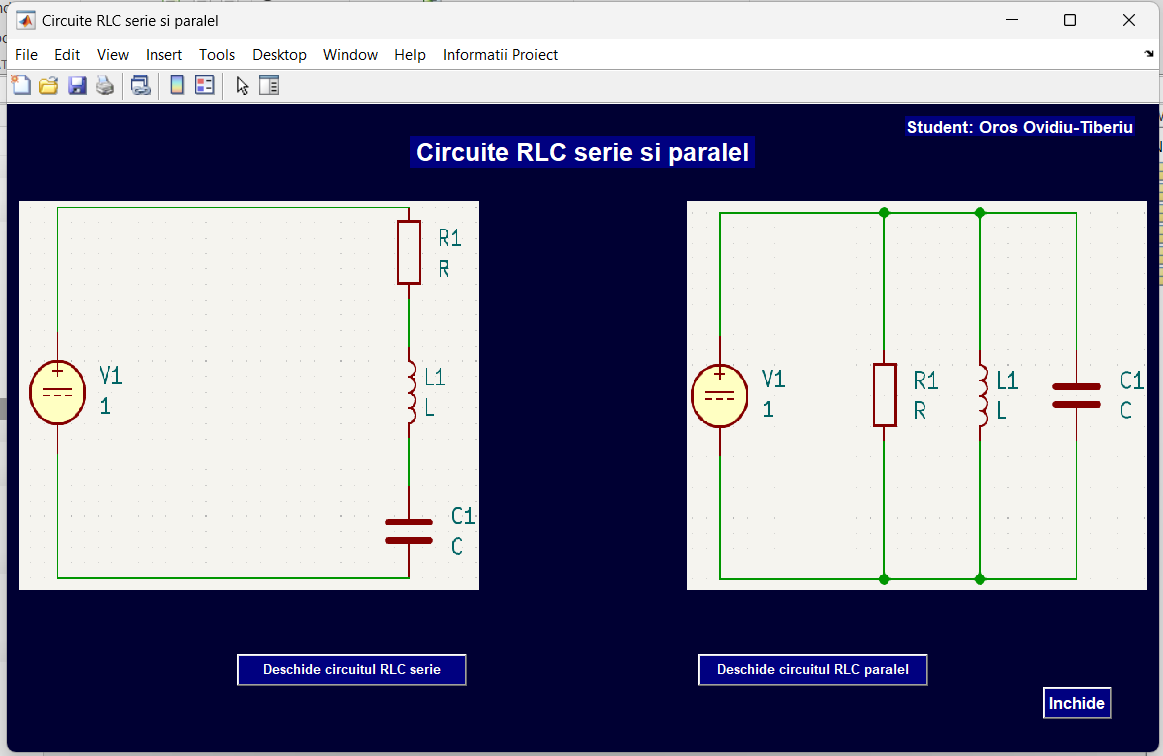 Circuite RLC serie si paralel
File Edit View Insert Tools Desktop Window Help Informatii Proiect
Student: Oros Ovidiu-Tiberiu
Circuite RLC serie si paralel
R1
R
V1
1
L1
L
C1
C
V1
1
R1
R
L1
L
C1
C
Deschide circuitul RLC serie
Deschide circuitul RLC paralel
Inchide